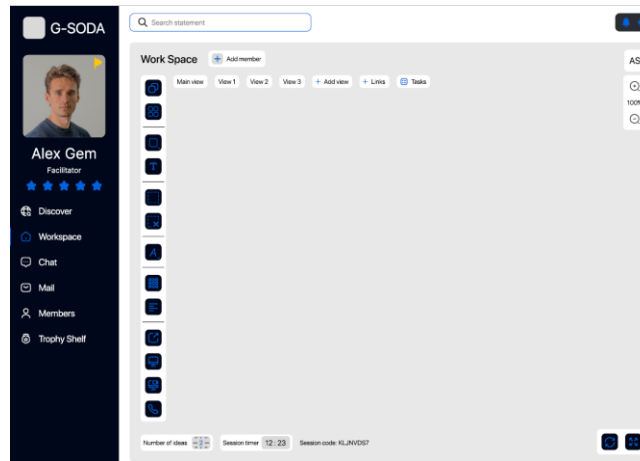 G-SODA
Search statement
Work Space
Add member
AS
Main view
View 1
View 2
View 3
Add view
Links
Tasks
100%
T
A
Alex Gem
Facilitator
Discover
Workspace
Chat
Mail
Members
Trophy Shelf
Number of ideas
2
Session timer
12 : 23
Session code: KLJNVDS7